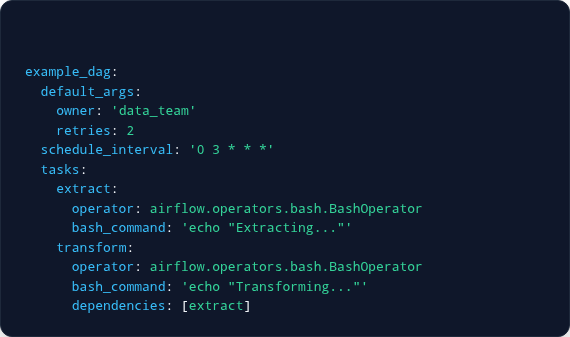 example_dag:
  default_args:
    owner: 'data_team'
    retries: 2
  schedule_interval: '0 3 * * *'
  tasks:
    extract:
      operator: airflow.operators.bash.BashOperator
      bash_command: 'echo "Extracting..."'
    transform:
      operator: airflow.operators.bash.BashOperator
      bash_command: 'echo "Transforming..."'
      dependencies: [extract]